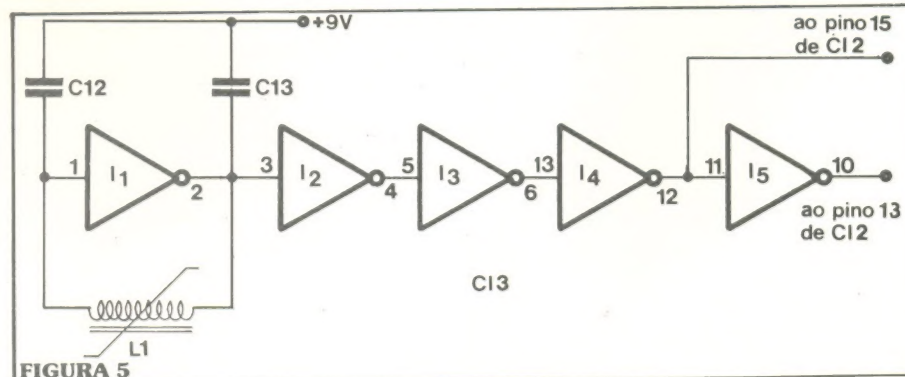 +9V
ao pino 15
de CI2
C12
C13
1
I1
2
3
I2
4
5
I3
6
13
I4
12
11
I5
10
ao pino 13
de CI2
CI3
L1
FIGURA 5